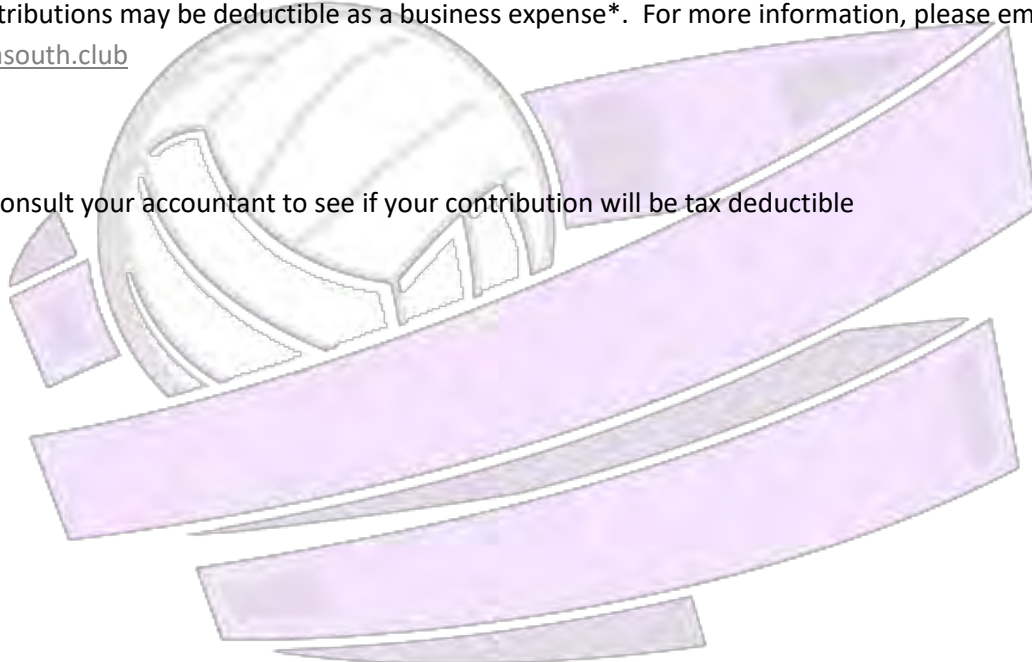 tributions may be deductible as a business expense*.  For more information, please em
south.club
onsult your accountant to see if your contribution will be tax deductible